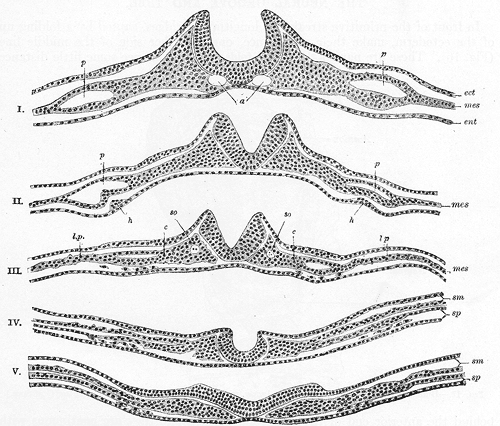 p
p
ect
I.
a
mes
ent
p
p
II.
h
h
mes
so
so
l.p.
c
c
l p
III.
mes
sm
IV.
sp
V.
sm
sp